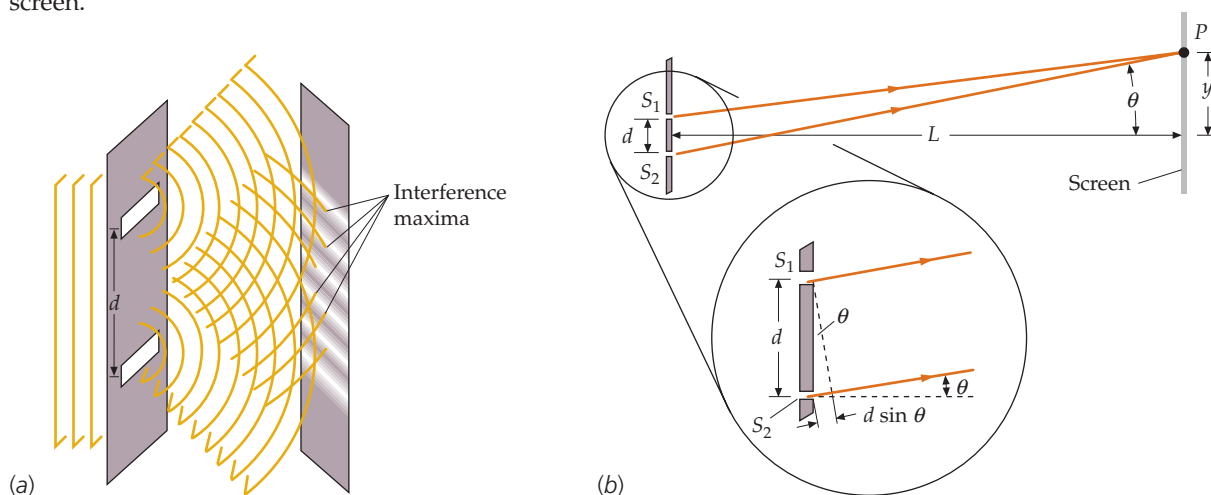 screen.
Interference
maxima
d
(a)
P
S1
d
S2
L
θ
y
Screen
S1
θ
d
θ
S2
d sin θ
(b)